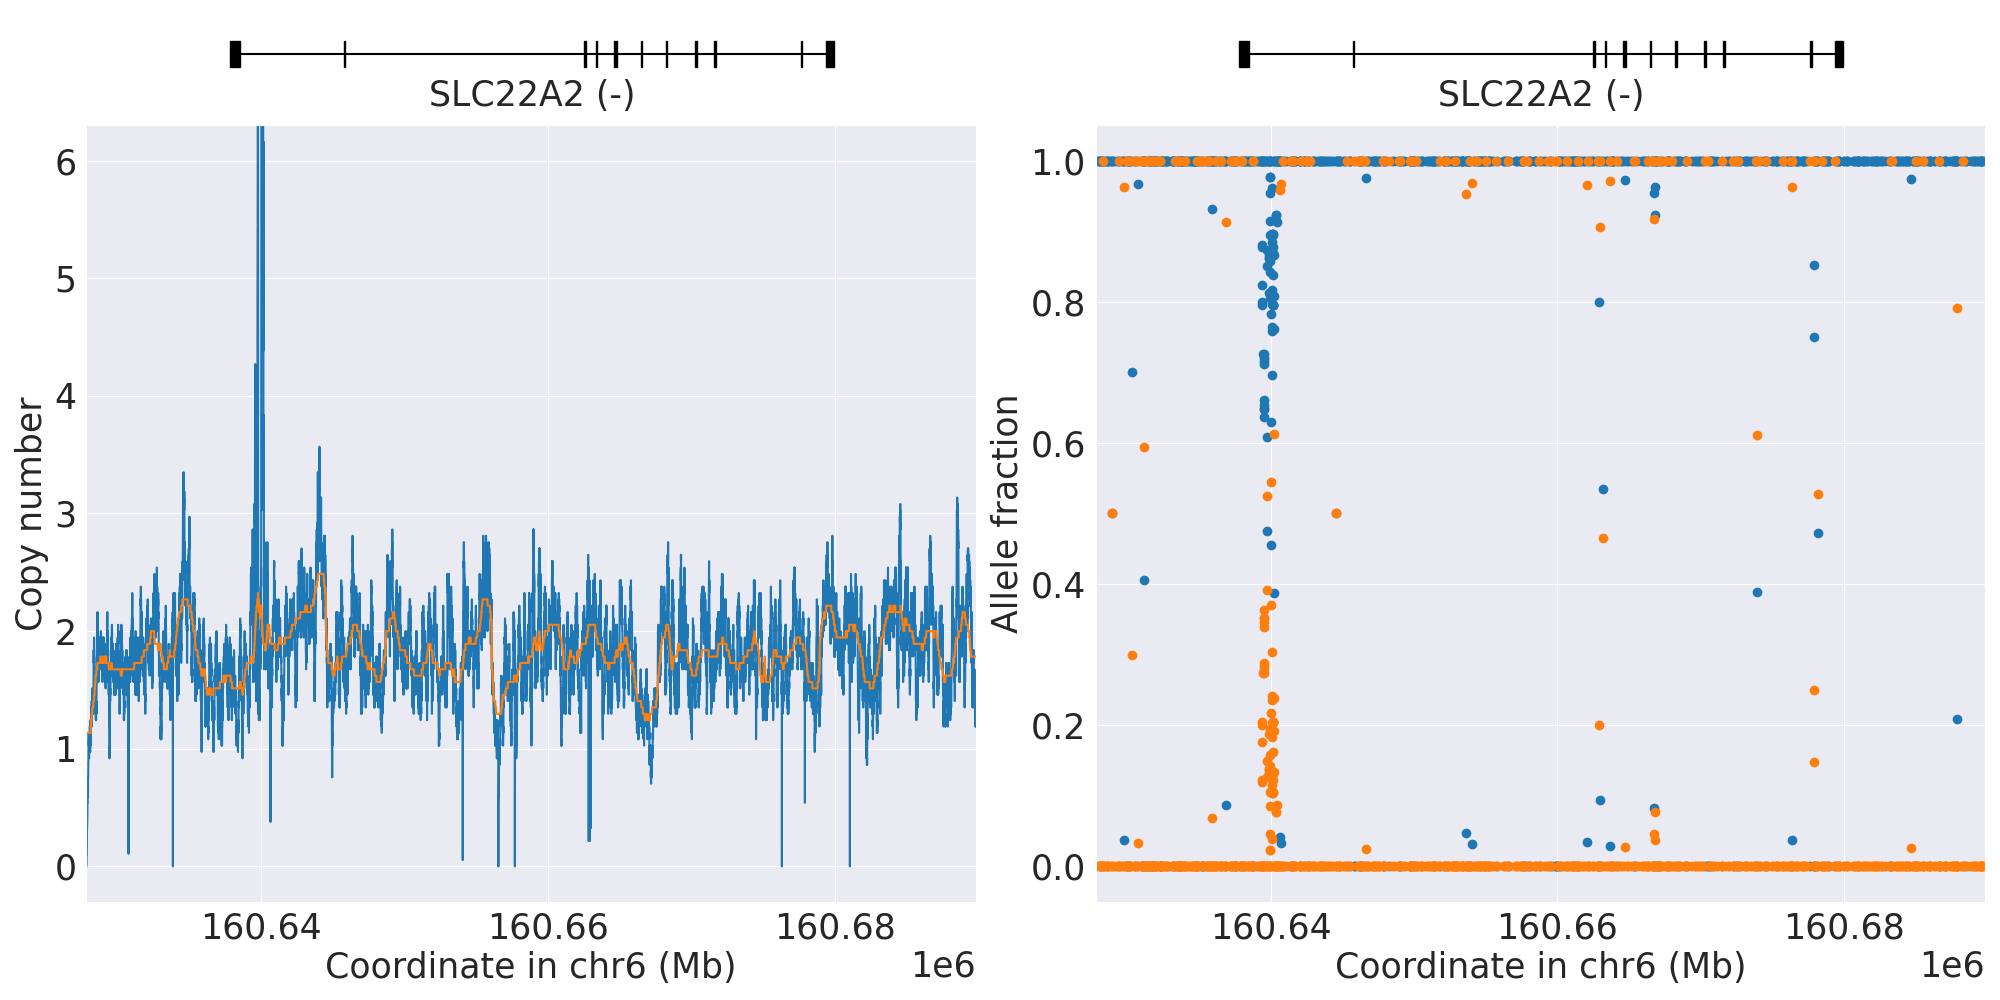 SLC22A2 (-)
6
5
4
3
2
1
0
Copy number
160.64
160.66
160.68
Coordinate in chr6 (Mb)
1e6
SLC22A2 (-)
1.0
0.8
0.6
0.4
0.2
0.0
Allele fraction
160.64
160.66
160.68
Coordinate in chr6 (Mb)
1e6